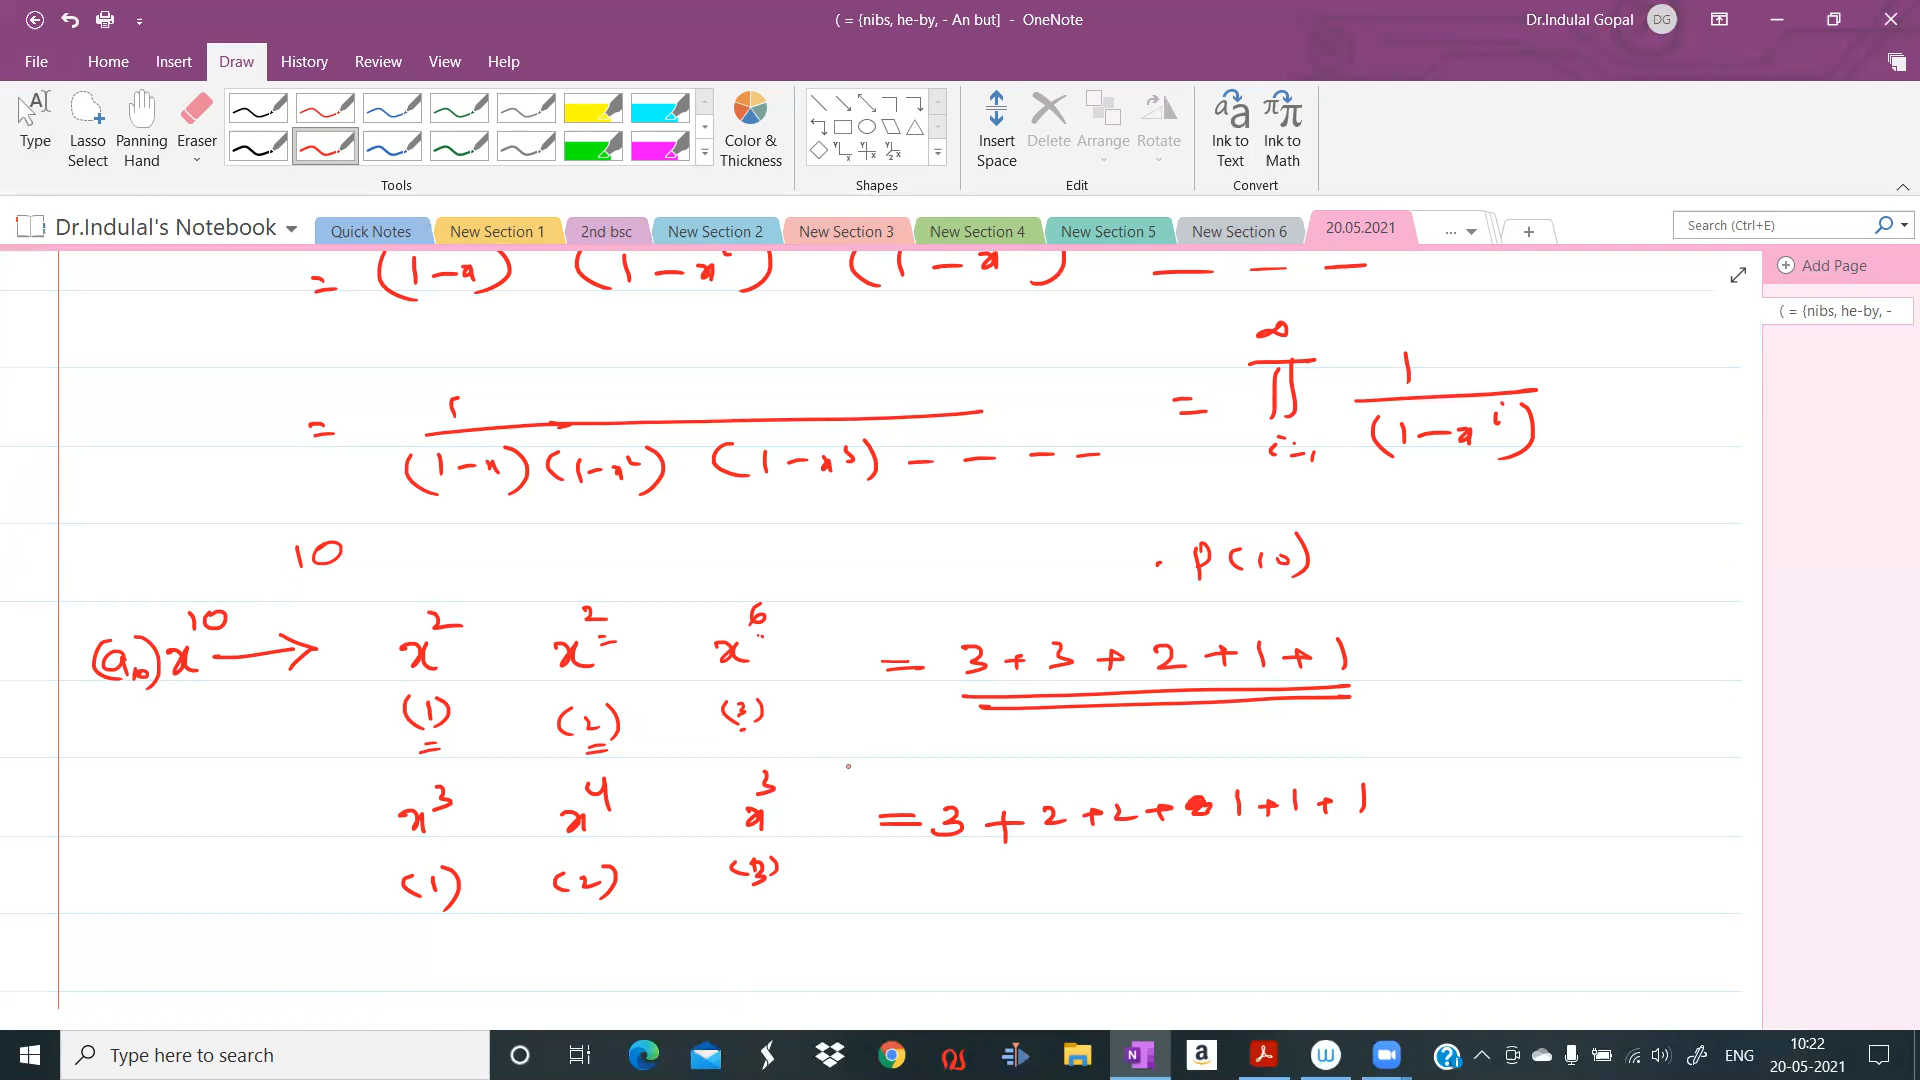 ( = {nibs, he-by, - An but] - OneNote
Dr.Indulal Gopal DG
File Home Insert Draw History Review View Help
Type
Lasso Select
Panning Hand
Eraser
Color & Thickness
Insert Space
Delete
Arrange
Rotate
Ink to Text
Ink to Math
Tools Shapes Edit Convert
Dr.Indulal's Notebook
Quick Notes New Section 1 2nd bsc New Section 2 New Section 3 New Section 4 New Section 5 New Section 6 20.05.2021 ...
Search (Ctrl+E)
Add Page
( = {nibs, he-by, -
= (1-x) (1-x²) (1-x ) - - -
= 1 / (1-x)(1-x²) (1-x³) - - - - = ∞ ∏ i=1 1 / (1-x^i)
10 . P(10)
(a₁₀)x¹⁰ → x² x² x⁶ = 3+3+2+1+1
(1) (2) (3)
x³ x⁴ x³ = 3+2+2+1+1+1
(1) (2) (3)
Type here to search
ENG
10:22
20-05-2021